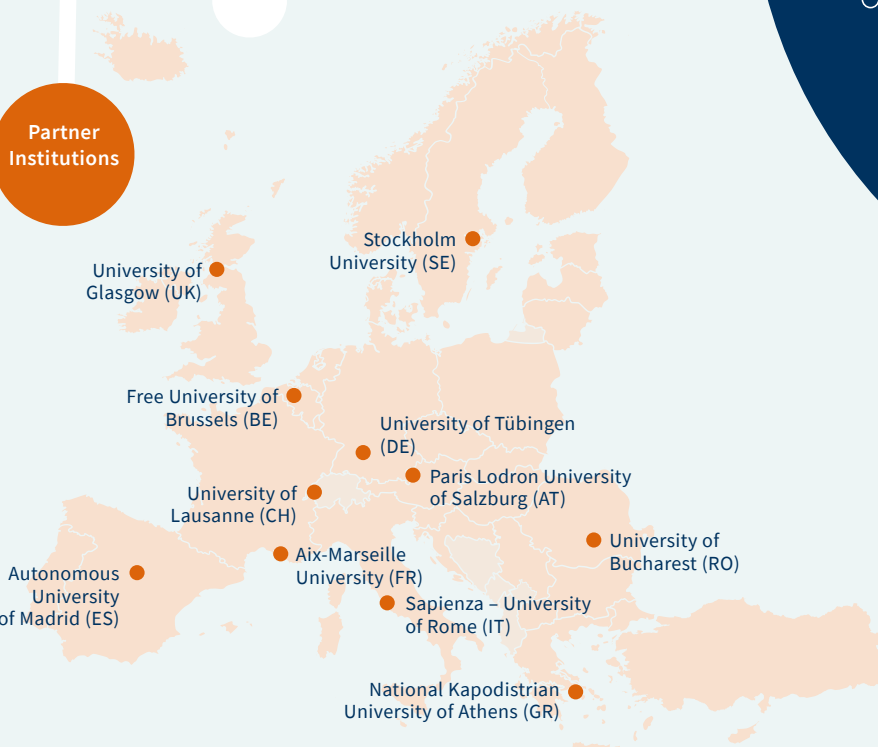 Partner
Institutions
Stockholm
University (SE)
University of
Glasgow (UK)
Free University of
Brussels (BE)
University of Tübingen
(DE)
Paris Lodron University
of Salzburg (AT)
University of
Lausanne (CH)
University of
Bucharest (RO)
Aix-Marseille
University (FR)
Autonomous
University
of Madrid (ES)
Sapienza – University
of Rome (IT)
National Kapodistrian
University of Athens (GR)